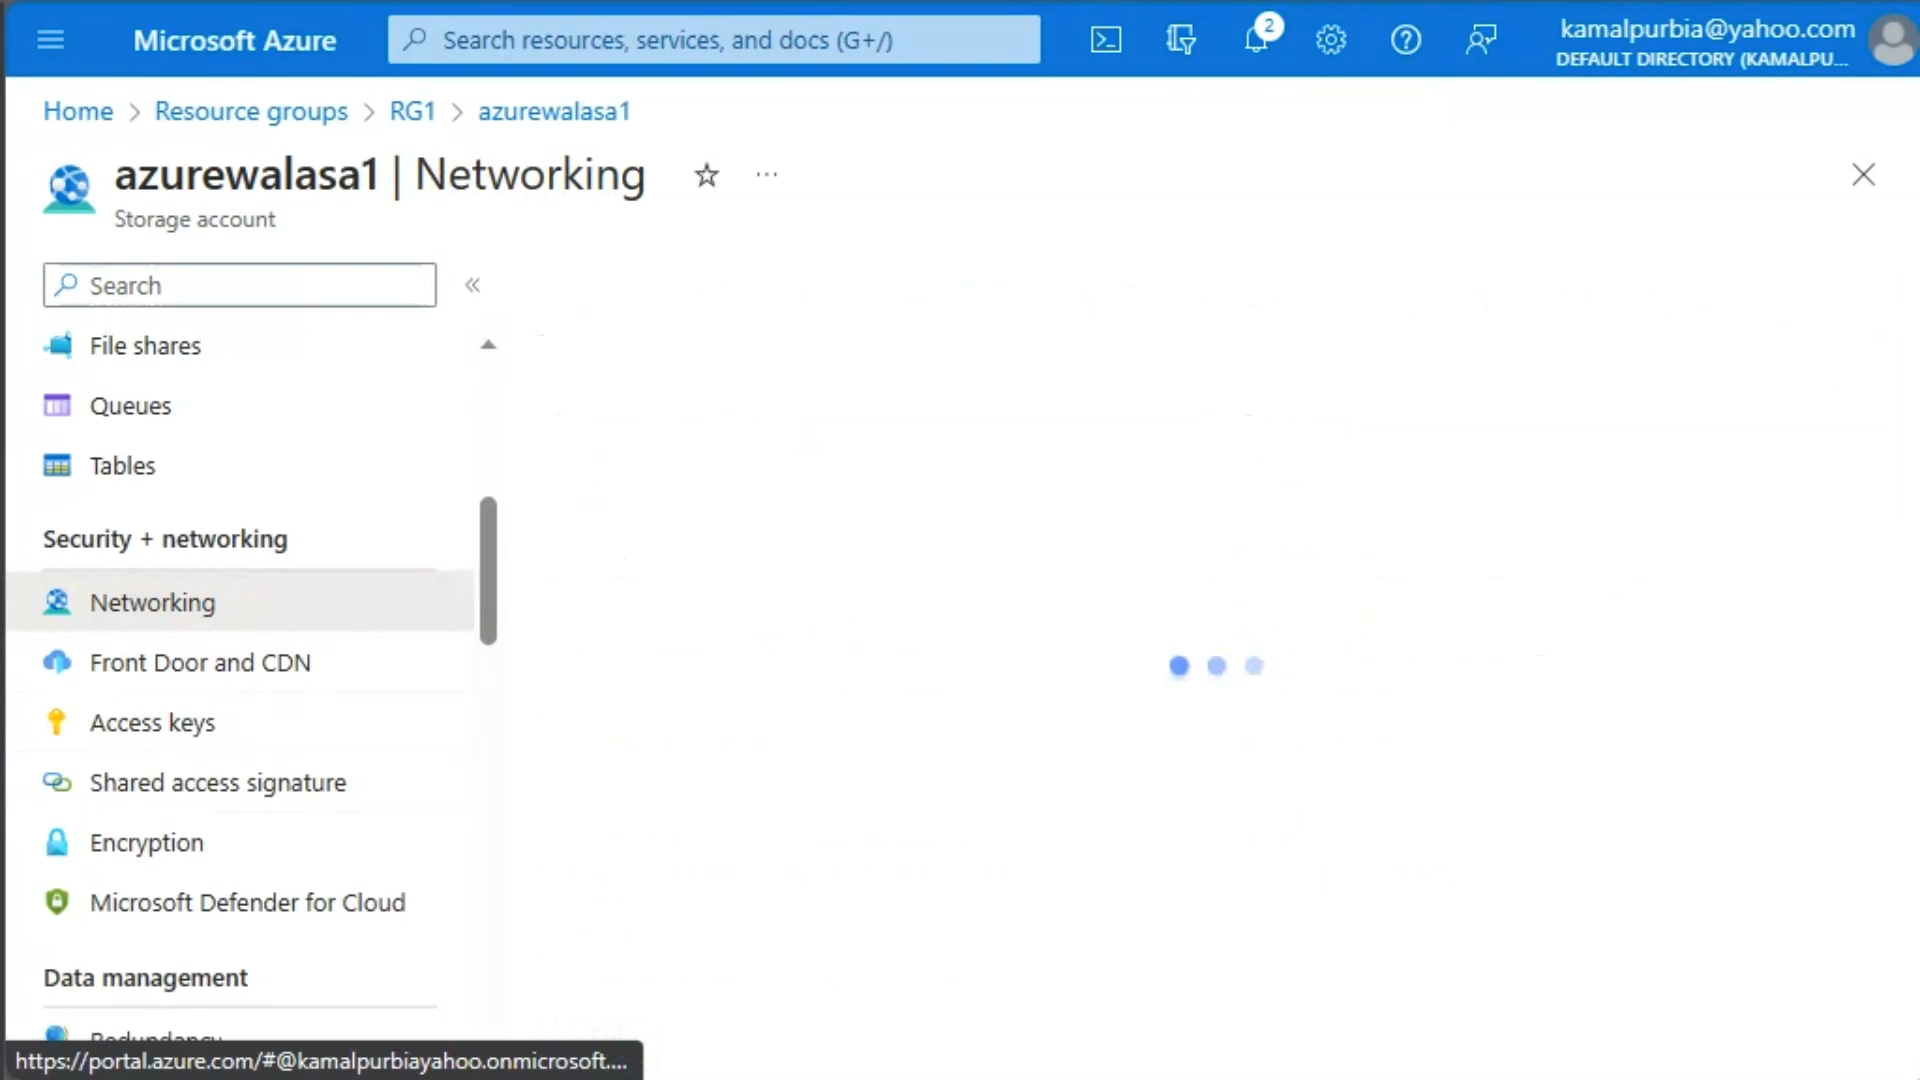 Microsoft Azure
Search resources, services, and docs (G+/)
2
kamalpurbia@yahoo.com
DEFAULT DIRECTORY (KAMALPU...
Home > Resource groups > RG1 > azurewalasa1
azurewalasa1 | Networking
Storage account
Search
File shares
Queues
Tables
Security + networking
Networking
Front Door and CDN
Access keys
Shared access signature
Encryption
Microsoft Defender for Cloud
Data management
Redundancy
https://portal.azure.com/#@kamalpurbiayahoo.onmicrosoft....